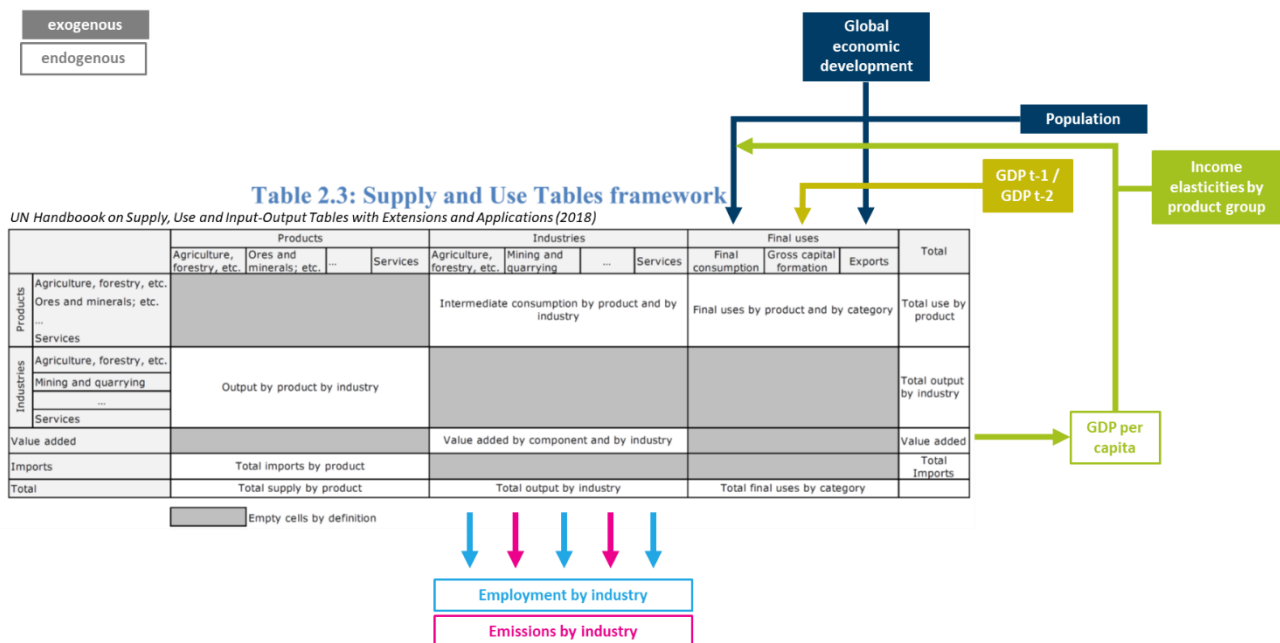 exogenous
endogenous
Global
economic
development
Population
GDP t-1 /
GDP t-2
Income
elasticities by
product group
Table 2.3: Supply and Use Tables framework
UN Handboook on Supply, Use and Input-Output Tables with Extensions and Applications (2018)
Products
Industries
Final uses
Total
Agriculture,
forestry, etc.
Ores and
minerals; etc.
...
Services
Agriculture,
forestry, etc.
Mining and
quarrying
...
Services
Final
consumption
Gross capital
formation
Exports
Products
Agriculture, forestry, etc.
Ores and minerals; etc.
...
Services
Intermediate consumption by product and by
industry
Final uses by product and by category
Total use by
product
Industries
Agriculture, forestry, etc.
Mining and quarrying
...
Services
Output by product by industry
Total output
by industry
Value added
Value added by component and by industry
Value added
Imports
Total imports by product
Total
Imports
Total
Total supply by product
Total output by industry
Total final uses by category
Empty cells by definition
GDP per
capita
Employment by industry
Emissions by industry